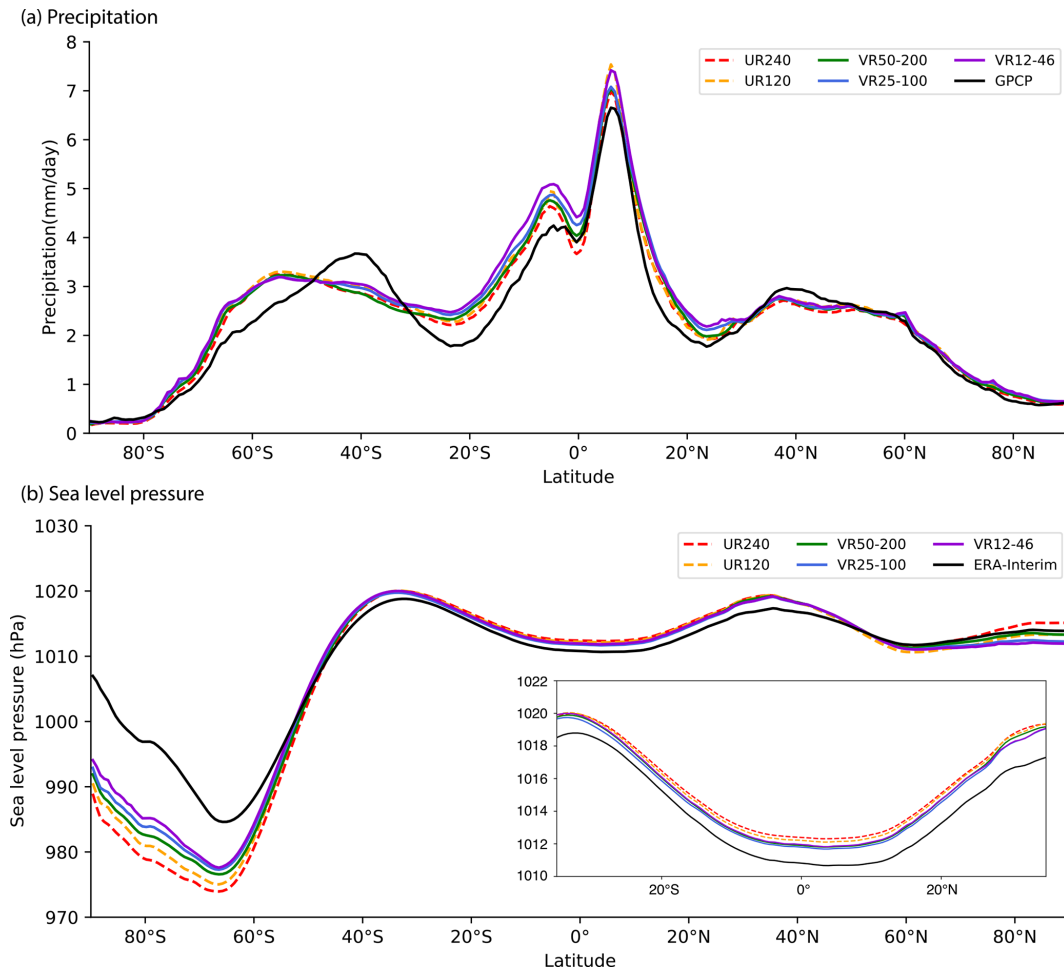 (a) Precipitation
8
7
6
5
4
3
2
1
0
Precipitation(mm/day)
UR240 VR50-200 VR12-46
UR120 VR25-100 GPCP
80°S 60°S 40°S 20°S 0° 20°N 40°N 60°N 80°N
Latitude
(b) Sea level pressure
1030
1020
1010
1000
990
980
970
Sea level pressure (hPa)
UR240 VR50-200 VR12-46
UR120 VR25-100 ERA-Interim
1022
1020
1018
1016
1014
1012
1010
20°S 0° 20°N
80°S 60°S 40°S 20°S 0° 20°N 40°N 60°N 80°N
Latitude